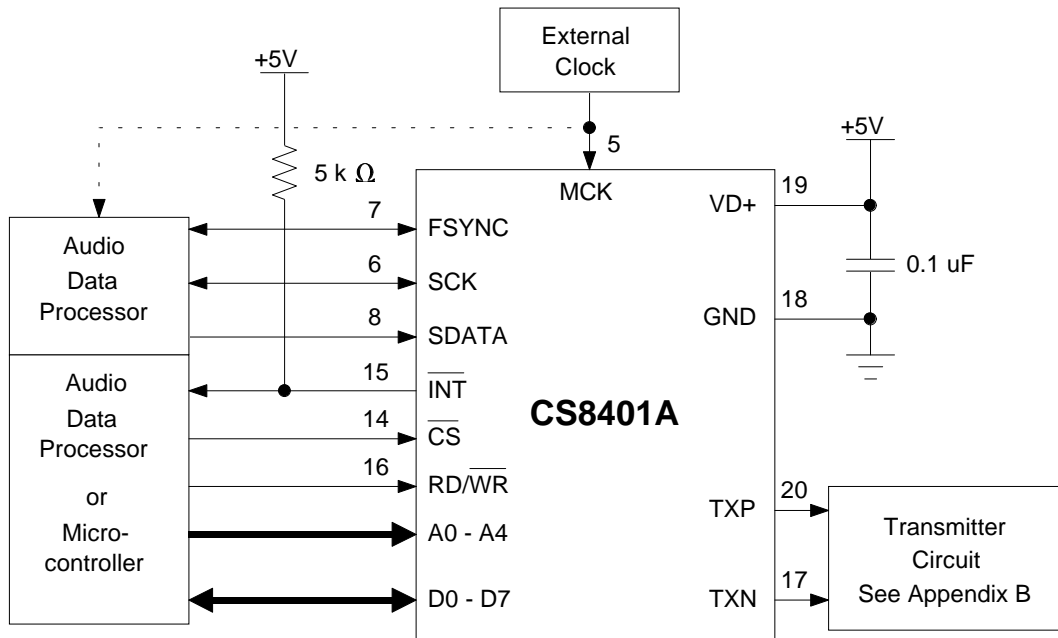 External
Clock
+5V
5
5 k Ω
MCK
+5V
19
VD+
0.1 uF
18
GND
Audio
Data
Processor
7
FSYNC
6
SCK
8
SDATA
Audio
Data
Processor
or
Micro-
controller
15
INT
14
CS
16
RD/WR
A0 - A4
D0 - D7
CS8401A
20
TXP
17
TXN
Transmitter
Circuit
See Appendix B